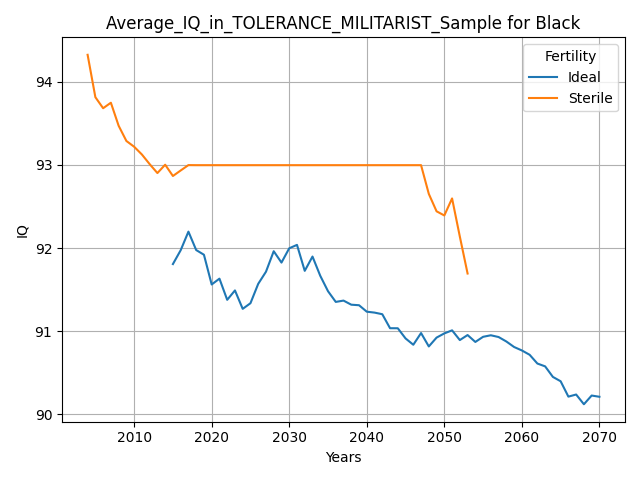 Average_IQ_in_TOLERANCE_MILITARIST_Sample for Black
Fertility
Ideal
Sterile
94
93
92
91
90
IQ
2010 2020 2030 2040 2050 2060 2070
Years